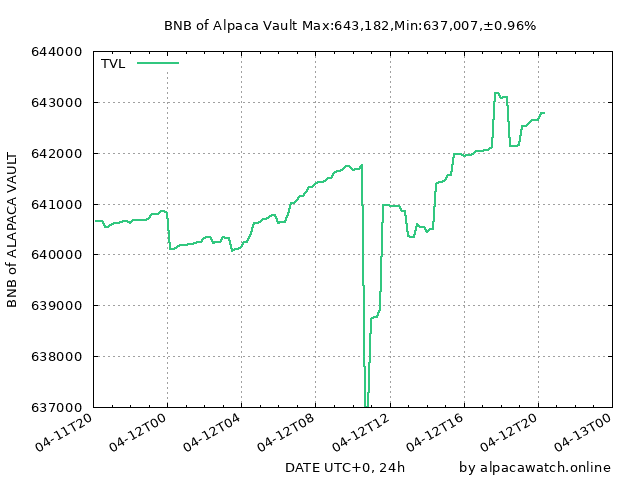 BNB of Alpaca Vault Max:643,182,Min:637,007,±0.96%
TVL
644000
643000
642000
641000
640000
639000
638000
637000
BNB of ALAPACA VAULT
04-11T20
04-12T00
04-12T04
04-12T08
04-12T12
04-12T16
04-12T20
04-13T00
DATE UTC+0, 24h
by alpacawatch.online